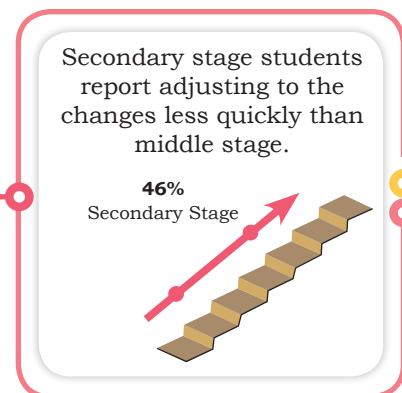 Secondary stage students
report adjusting to the
changes less quickly than
middle stage.
46%
Secondary Stage